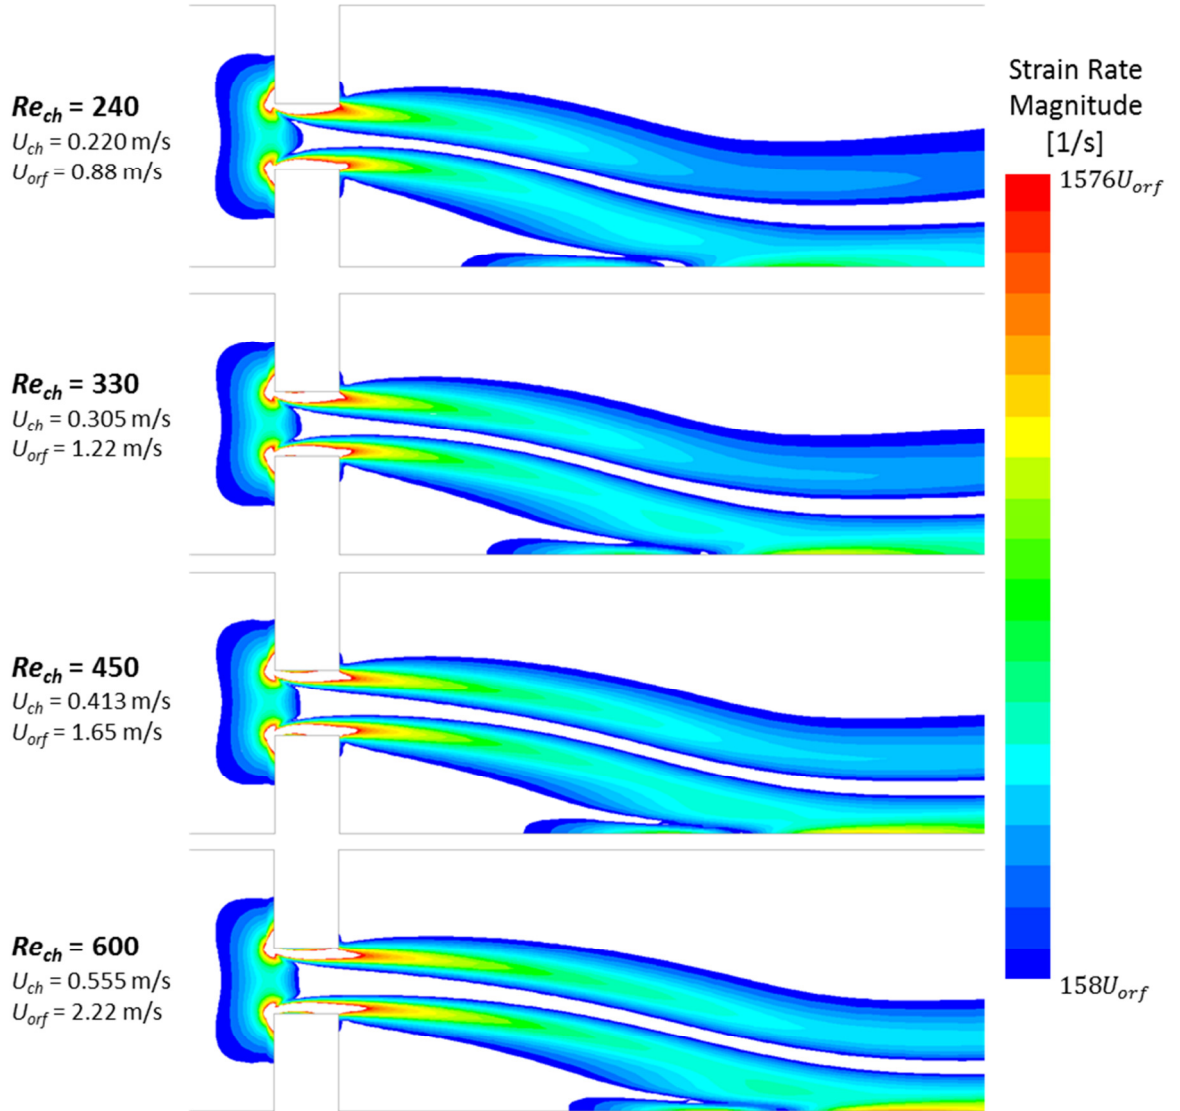 Strain Rate
Magnitude
[1/s]
1576U_orf
158U_orf
Re_ch = 240
U_ch = 0.220 m/s
U_orf = 0.88 m/s
Re_ch = 330
U_ch = 0.305 m/s
U_orf = 1.22 m/s
Re_ch = 450
U_ch = 0.413 m/s
U_orf = 1.65 m/s
Re_ch = 600
U_ch = 0.555 m/s
U_orf = 2.22 m/s